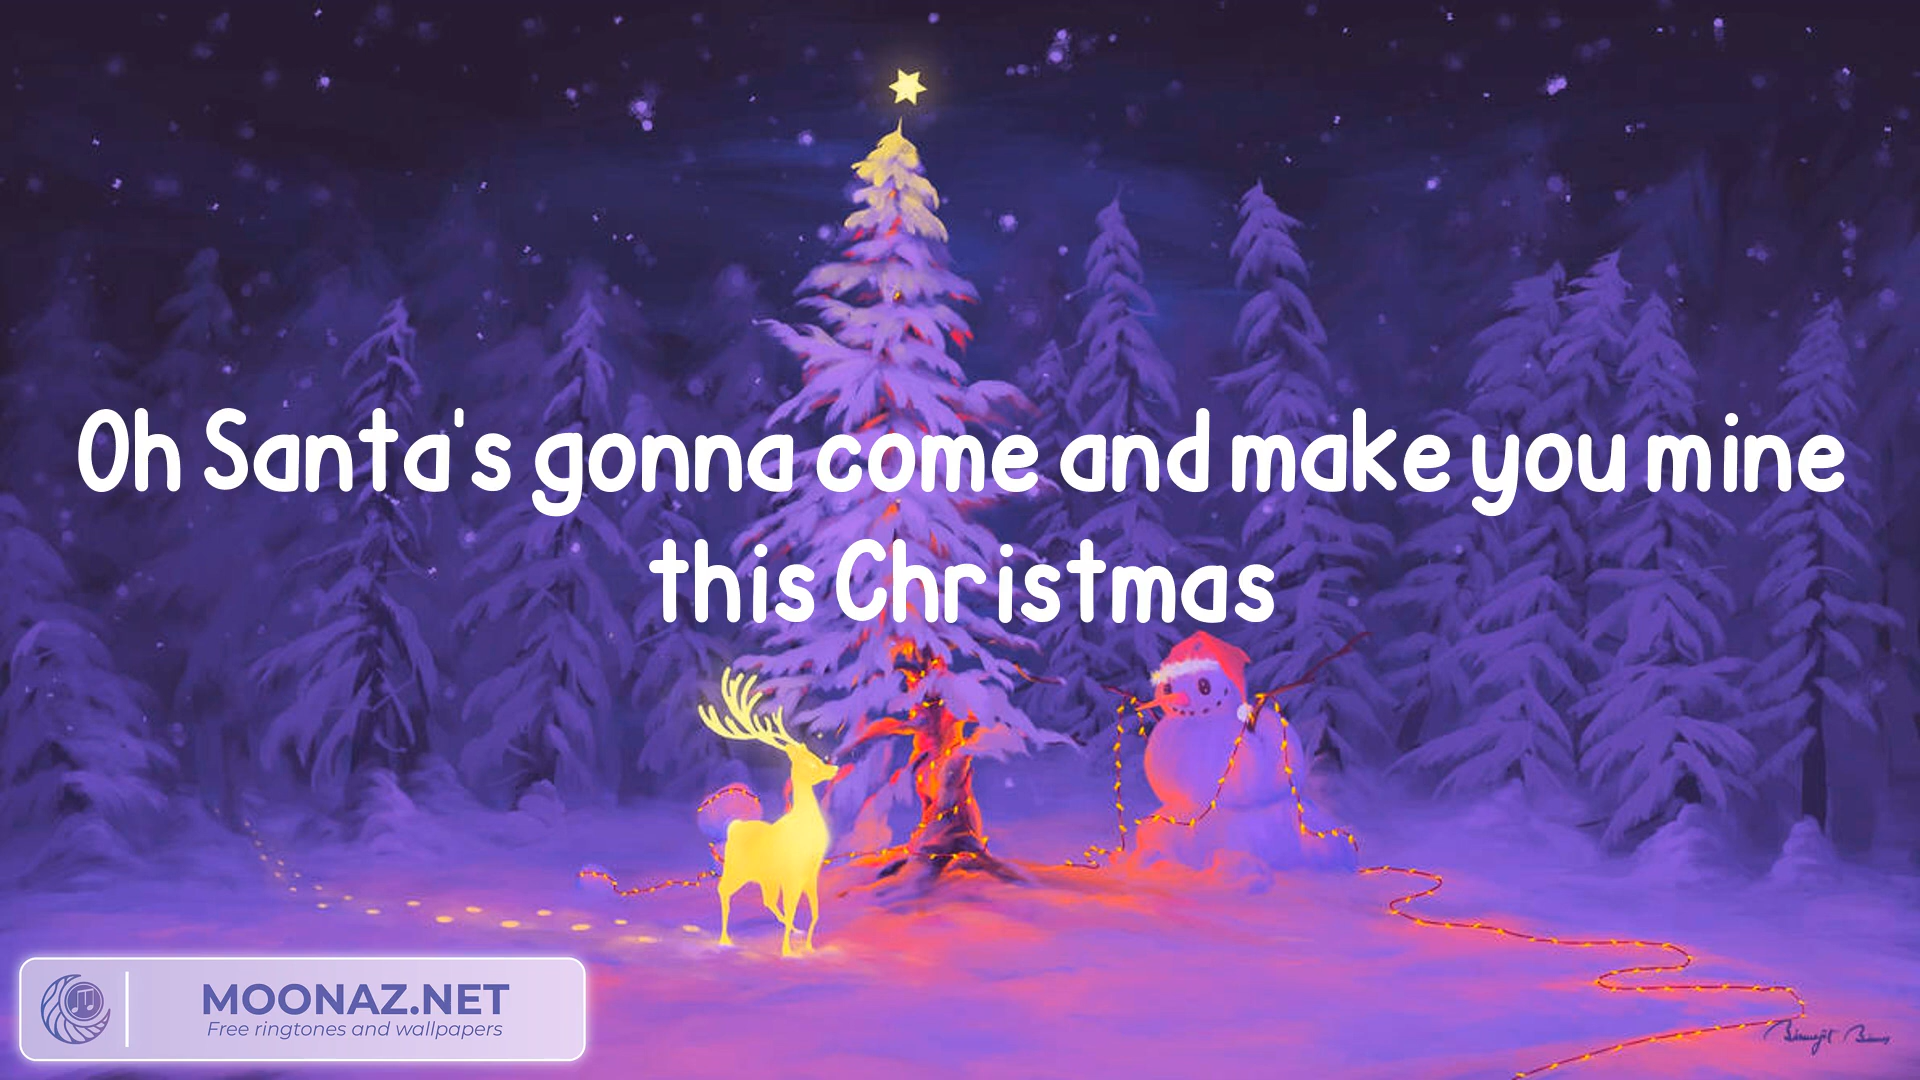 Oh Santa's gonna come and make you mine
this Christmas
MOONAZ.NET
Free ringtones and wallpapers